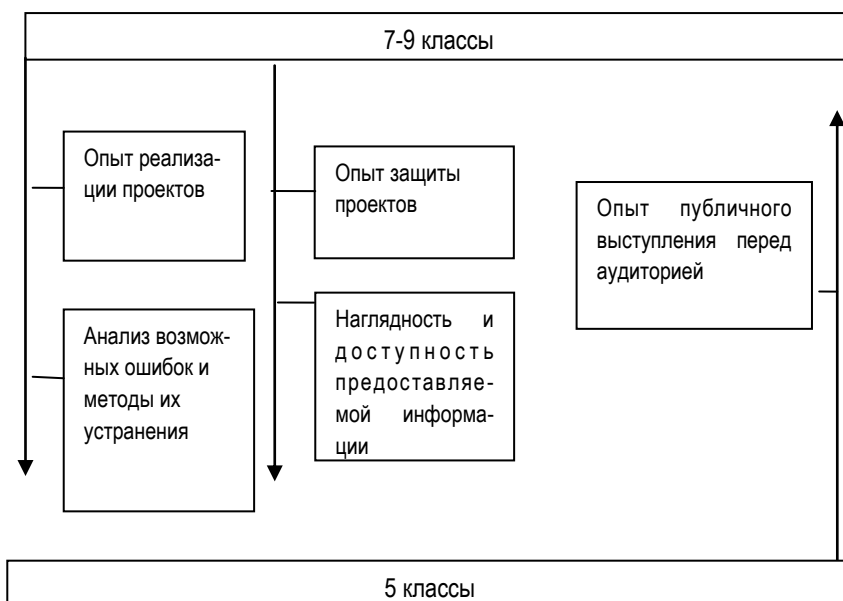 7-9 классы
Опыт реализа-
ции проектов
Опыт защиты
проектов
Опыт публичного
выступления перед
аудиторией
Анализ возмож-
ных ошибок и
методы их
устранения
Наглядность и
доступность
предоставляе-
мой информа-
ции
5 классы